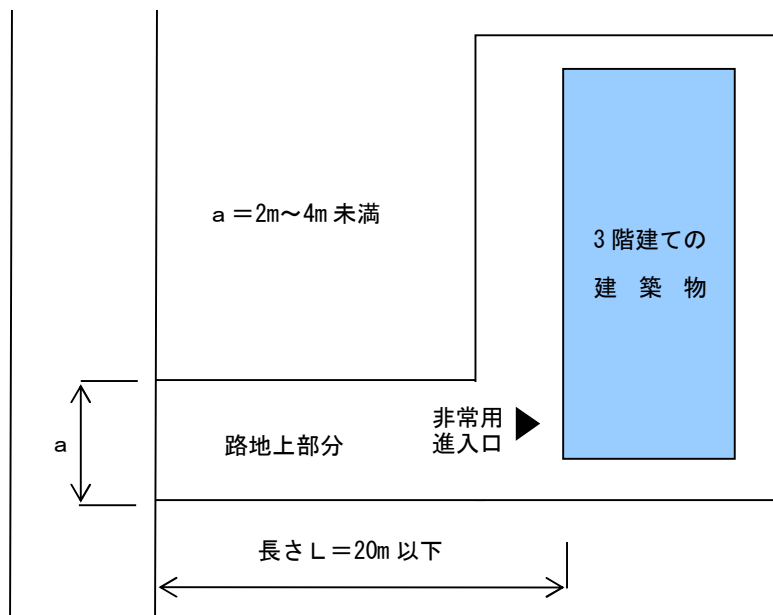 a＝2m～4m 未満
3 階建ての
建 築 物
非常用
進入口
路地上部分
a
長さＬ＝20m 以下